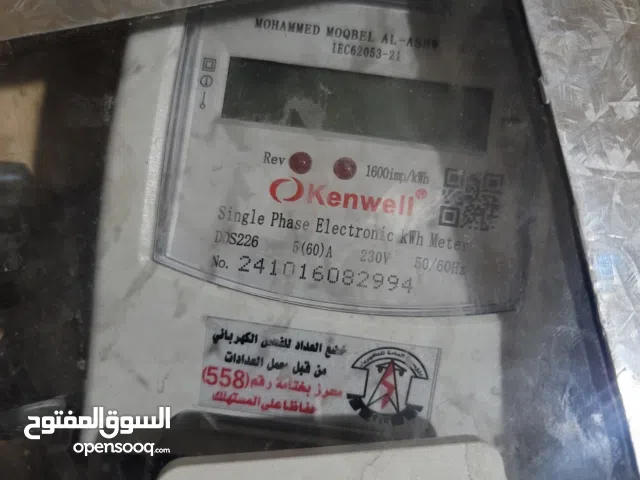 MOHAMMED MOQBEL AL-ASH
IEC62053-21
Rev 1600imp/kWh
Kenwell®
Single Phase Electronic kWh Meter
DDS226 5(60)A 230V 50/60Hz
No. 241016082994
خضع العداد للفحص الكهربائي
من قبل معمل العدادات
محرز بختامة رقم (558)
حفاظا على المستهلك
السوق المفتوح
opensooq.com